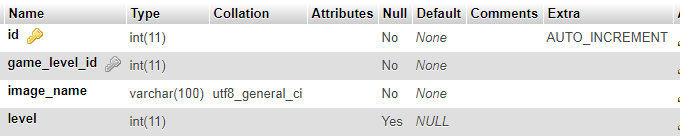 Name Type Collation Attributes Null Default Comments Extra
id int(11) No None AUTO_INCREMENT
game_level_id int(11) No None
image_name varchar(100) utf8_general_ci No None
level int(11) Yes NULL